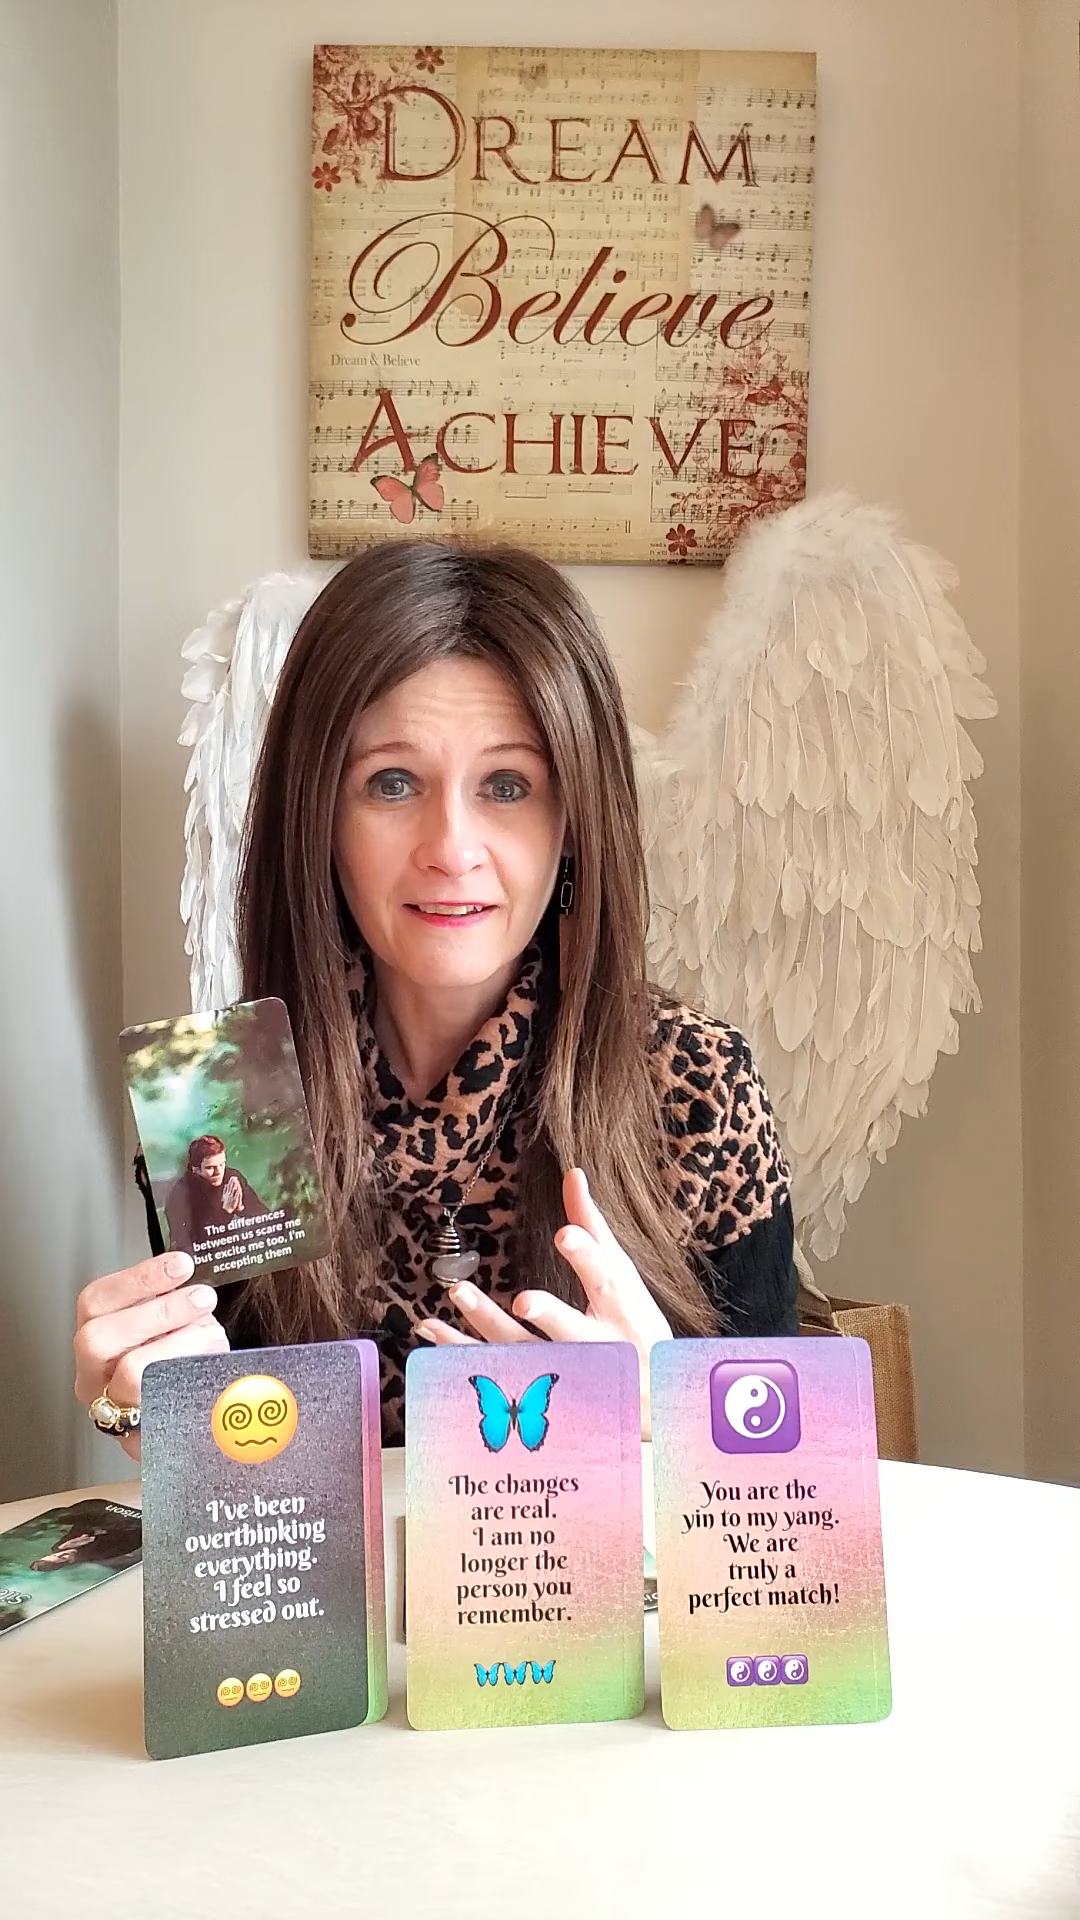 DREAM
Believe
Dream & Believe
ACHIEVE
The differences
between us scare me
but excite me too, I'm
accepting them
I've been
overthinking
everything.
I feel so
stressed out.
The changes
are real.
I am no
longer the
person you
remember.
You are the
yin to my yang.
We are
truly a
perfect match!